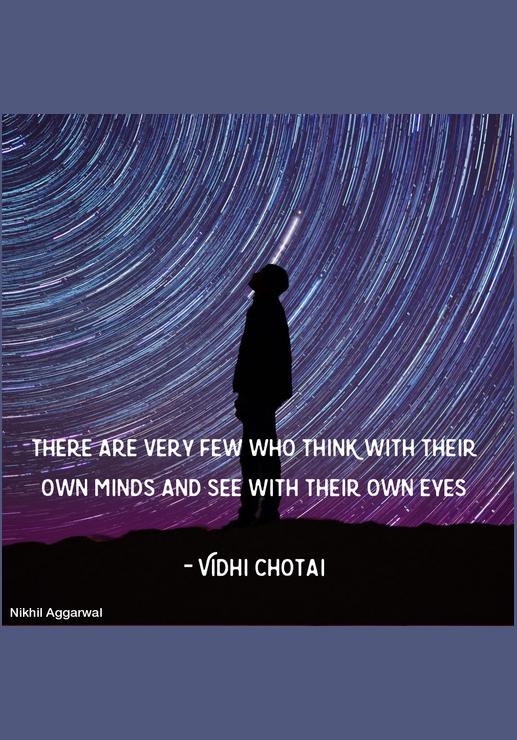 THERE ARE VERY FEW WHO THINK WITH THEIR
OWN MINDS AND SEE WITH THEIR OWN EYES
- VIDHI CHOTAI
Nikhil Aggarwal